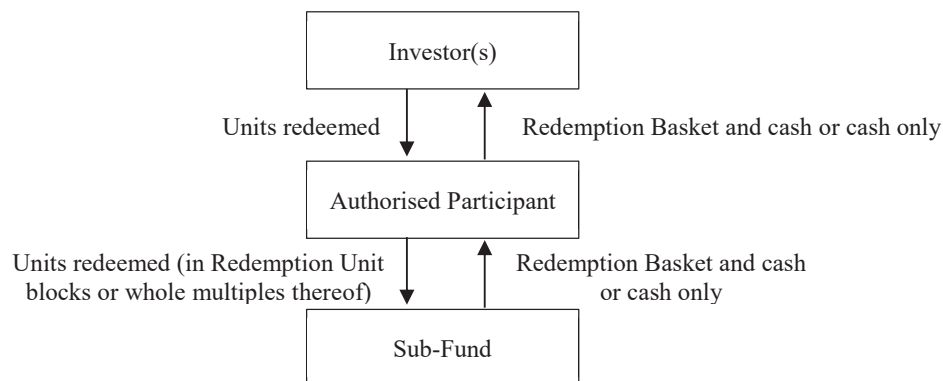 Investor(s)
Units redeemed
Redemption Basket and cash or cash only
Authorised Participant
Units redeemed (in Redemption Unit
blocks or whole multiples thereof)
Redemption Basket and cash
or cash only
Sub-Fund